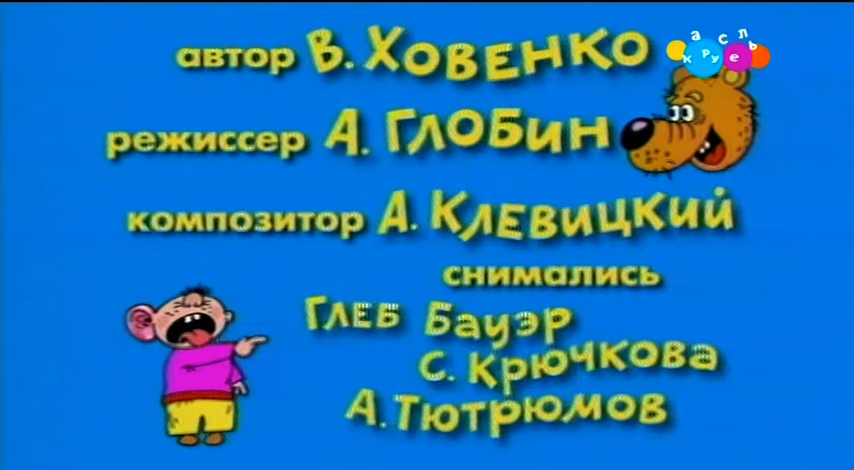 карусель
автор В. Ховенко
режиссер А. Глобин
композитор А. Клевицкий
снимались
Глеб Бауэр
С. Крючкова
А. Тютрюмов